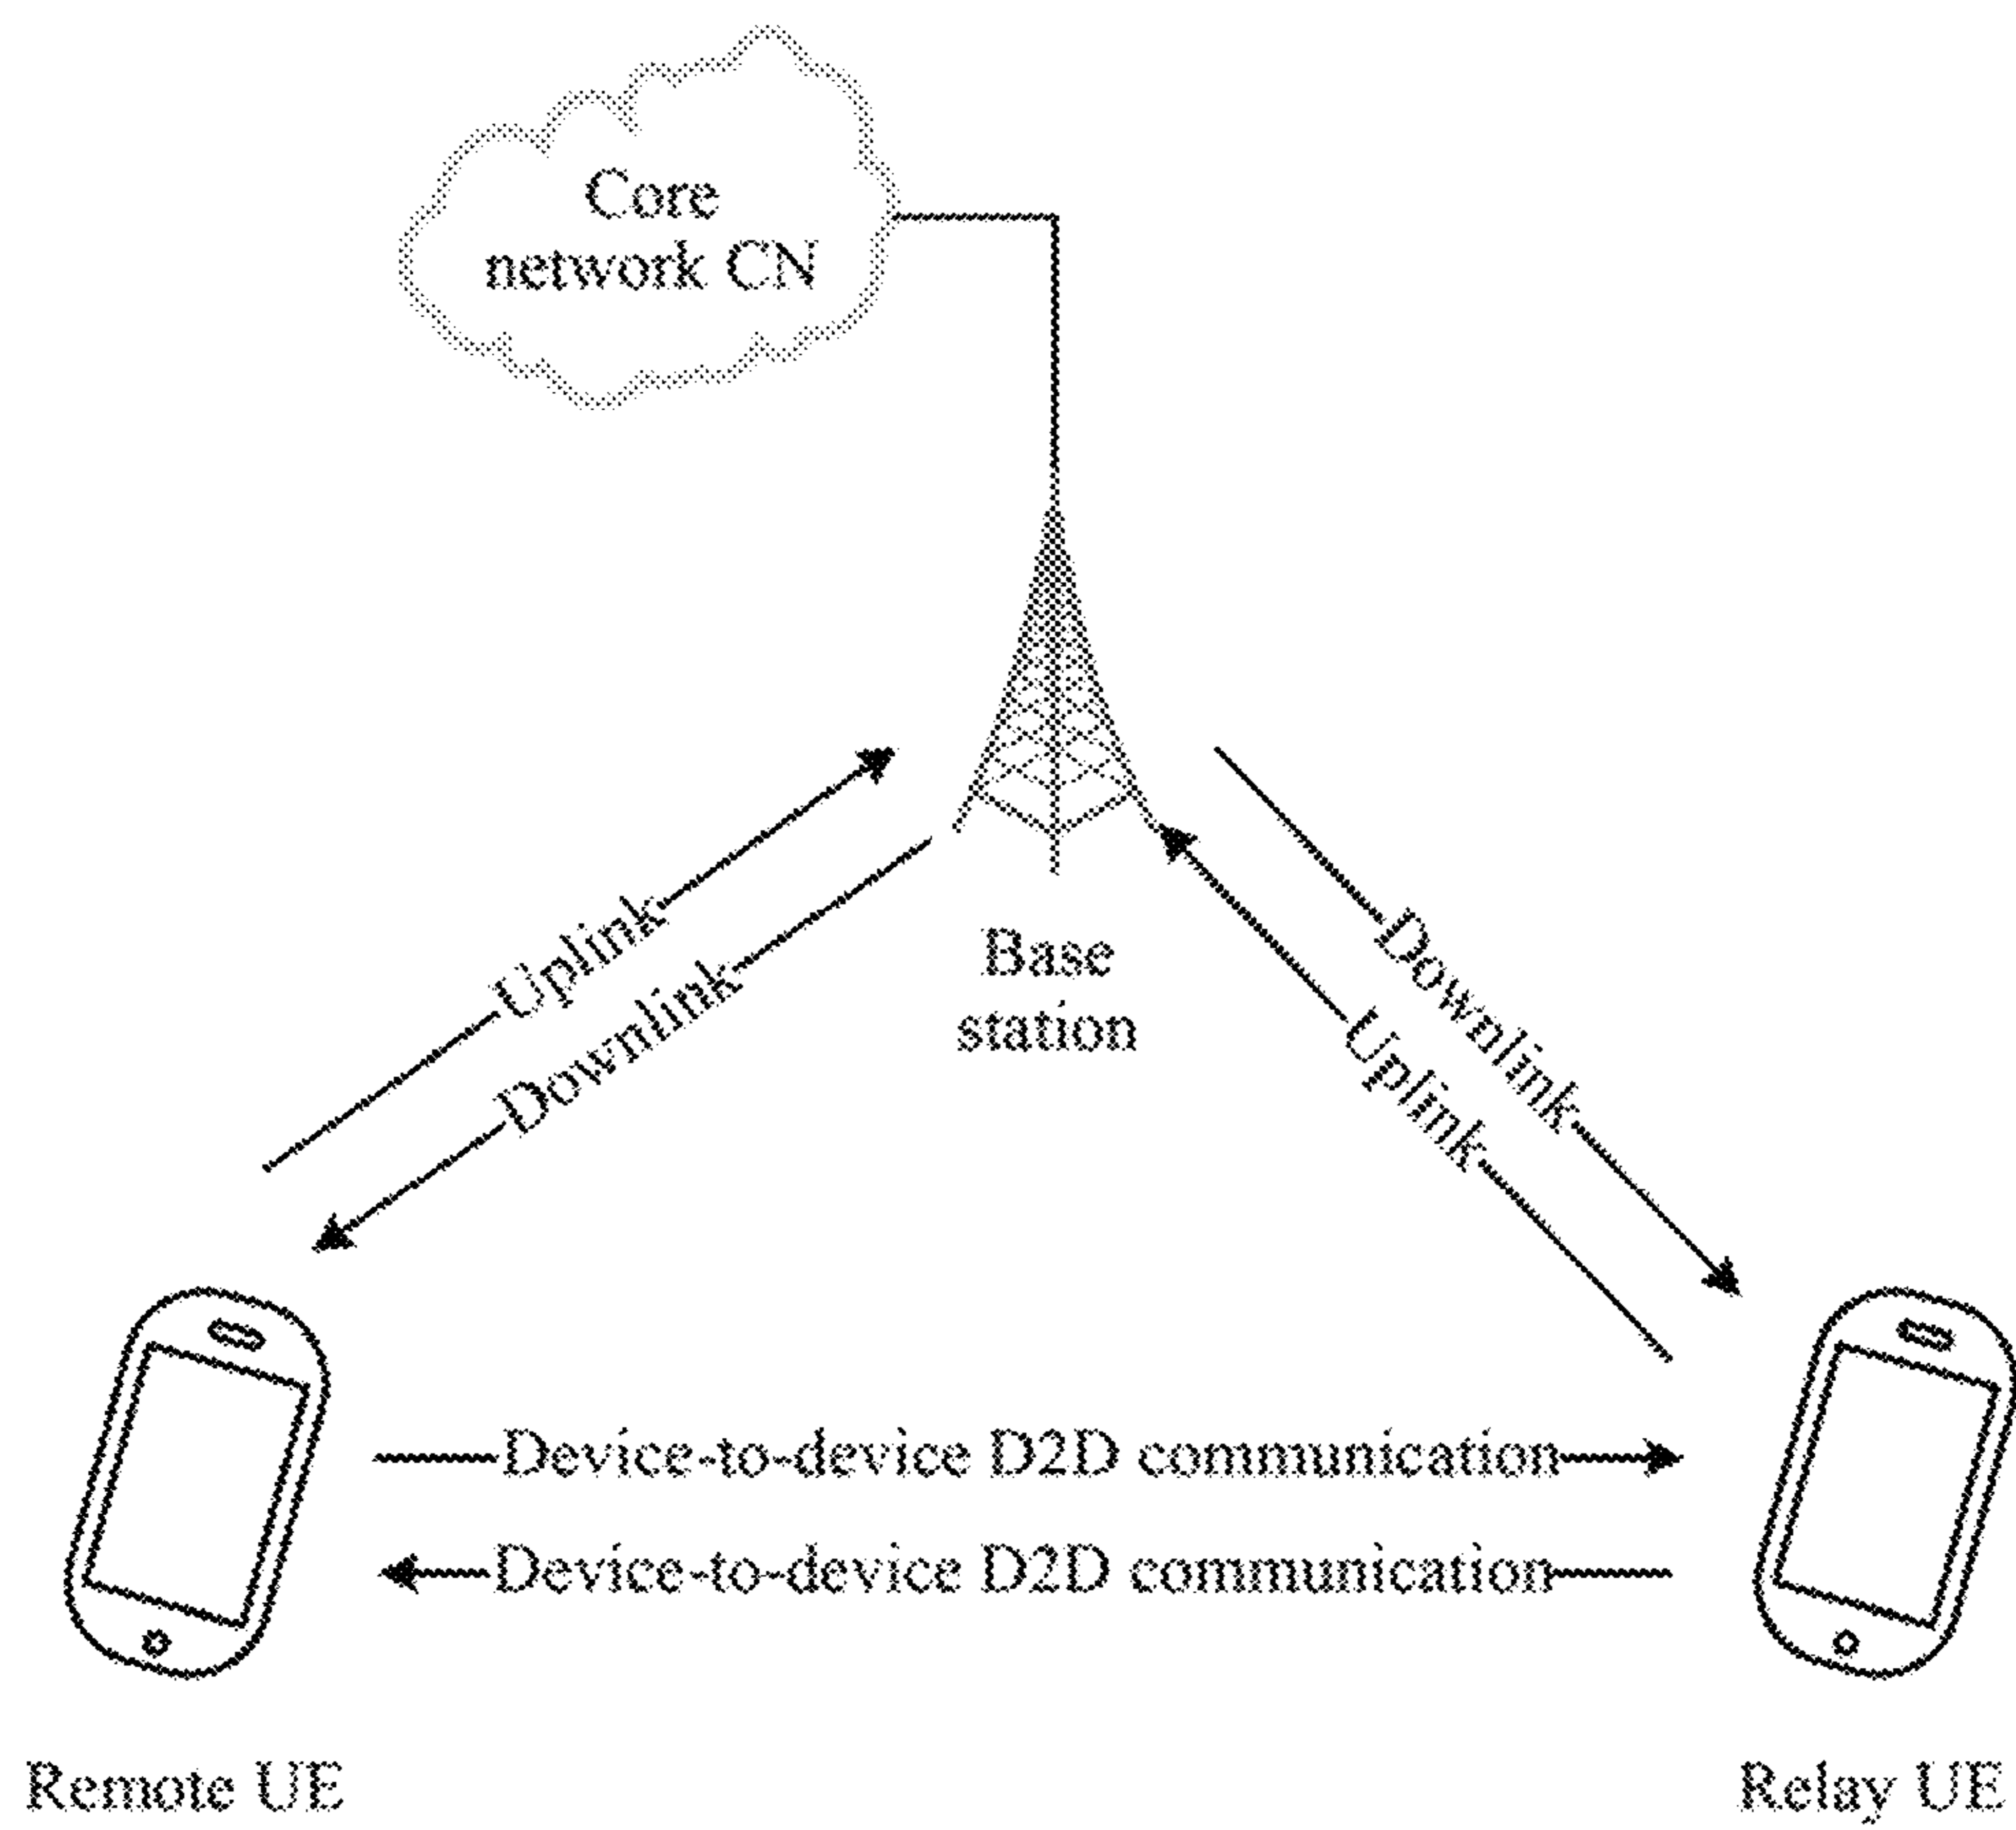 Core
network CN
Base
station
Uplink
Downlink
Downlink
Uplink
Device-to-device D2D communication
Device-to-device D2D communication
Remote UE
Relay UE